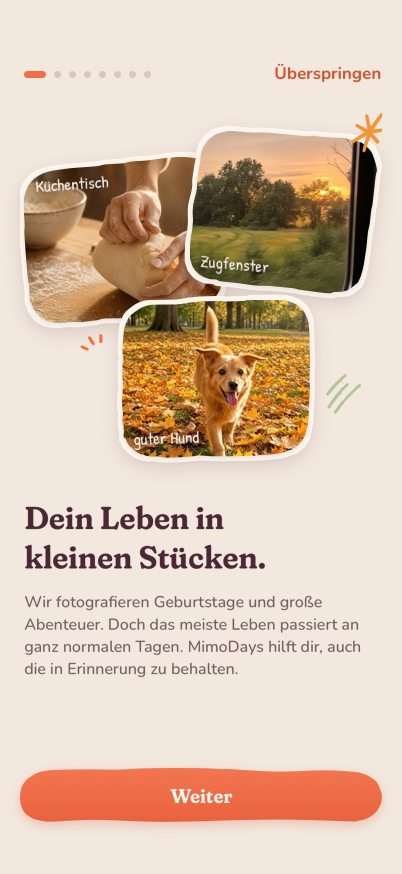 Überspringen
Küchentisch
Zugfenster
guter Hund
Dein Leben in
kleinen Stücken.
Wir fotografieren Geburtstage und große
Abenteuer. Doch das meiste Leben passiert an
ganz normalen Tagen. MimoDays hilft dir, auch
die in Erinnerung zu behalten.
Weiter